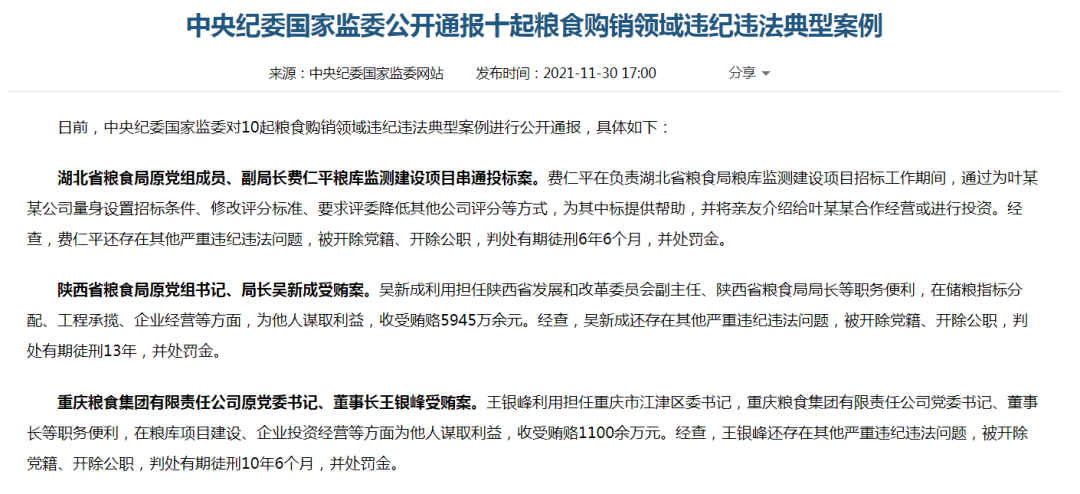 中央纪委国家监委公开通报十起粮食购销领域违纪违法典型案例
来源：中央纪委国家监委网站 发布时间：2021-11-30 17:00 分享
日前，中央纪委国家监委对10起粮食购销领域违纪违法典型案例进行公开通报，具体如下：
湖北省粮食局原党组成员、副局长费仁平粮库监测建设项目串通投标案。费仁平在负责湖北省粮食局粮库监测建设项目招标工作期间，通过为叶某
某公司量身设置招标条件、修改评分标准、要求评委降低其他公司评分等方式，为其中标提供帮助，并将亲友介绍给叶某某合作经营或进行投资。经
查，费仁平还存在其他严重违纪违法问题，被开除党籍、开除公职，判处有期徒刑6年6个月，并处罚金。
陕西省粮食局原党组书记、局长吴新成受贿案。吴新成利用担任陕西省发展和改革委员会副主任、陕西省粮食局局长等职务便利，在储粮指标分
配、工程承揽、企业经营等方面，为他人谋取利益，收受贿赂5945万余元。经查，吴新成还存在其他严重违纪违法问题，被开除党籍、开除公职，判
处有期徒刑13年，并处罚金。
重庆粮食集团有限责任公司原党委书记、董事长王银峰受贿案。王银峰利用担任重庆市江津区委书记，重庆粮食集团有限责任公司党委书记、董事
长等职务便利，在粮库项目建设、企业投资经营等方面为他人谋取利益，收受贿赂1100余万元。经查，王银峰还存在其他严重违纪违法问题，被开除
党籍、开除公职，判处有期徒刑10年6个月，并处罚金。